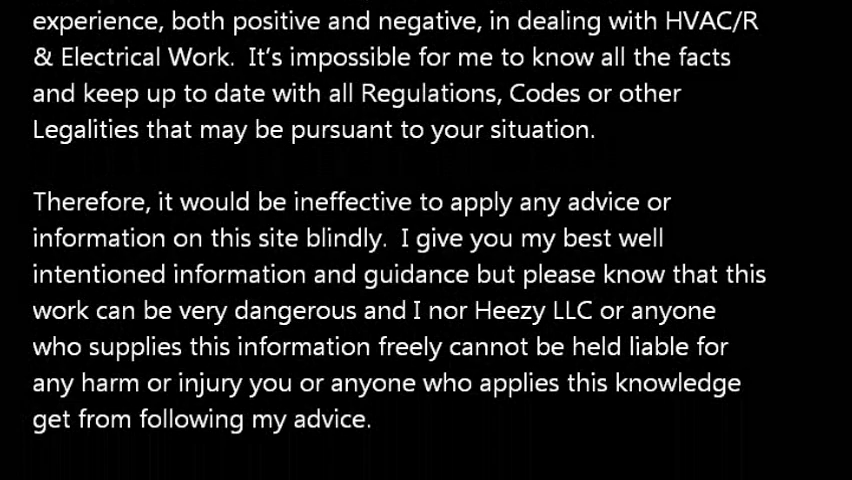 experience, both positive and negative, in dealing with HVAC/R
& Electrical Work.  It’s impossible for me to know all the facts
and keep up to date with all Regulations, Codes or other
Legalities that may be pursuant to your situation.
Therefore, it would be ineffective to apply any advice or
information on this site blindly.  I give you my best well
intentioned information and guidance but please know that this
work can be very dangerous and I nor Heezy LLC or anyone
who supplies this information freely cannot be held liable for
any harm or injury you or anyone who applies this knowledge
get from following my advice.